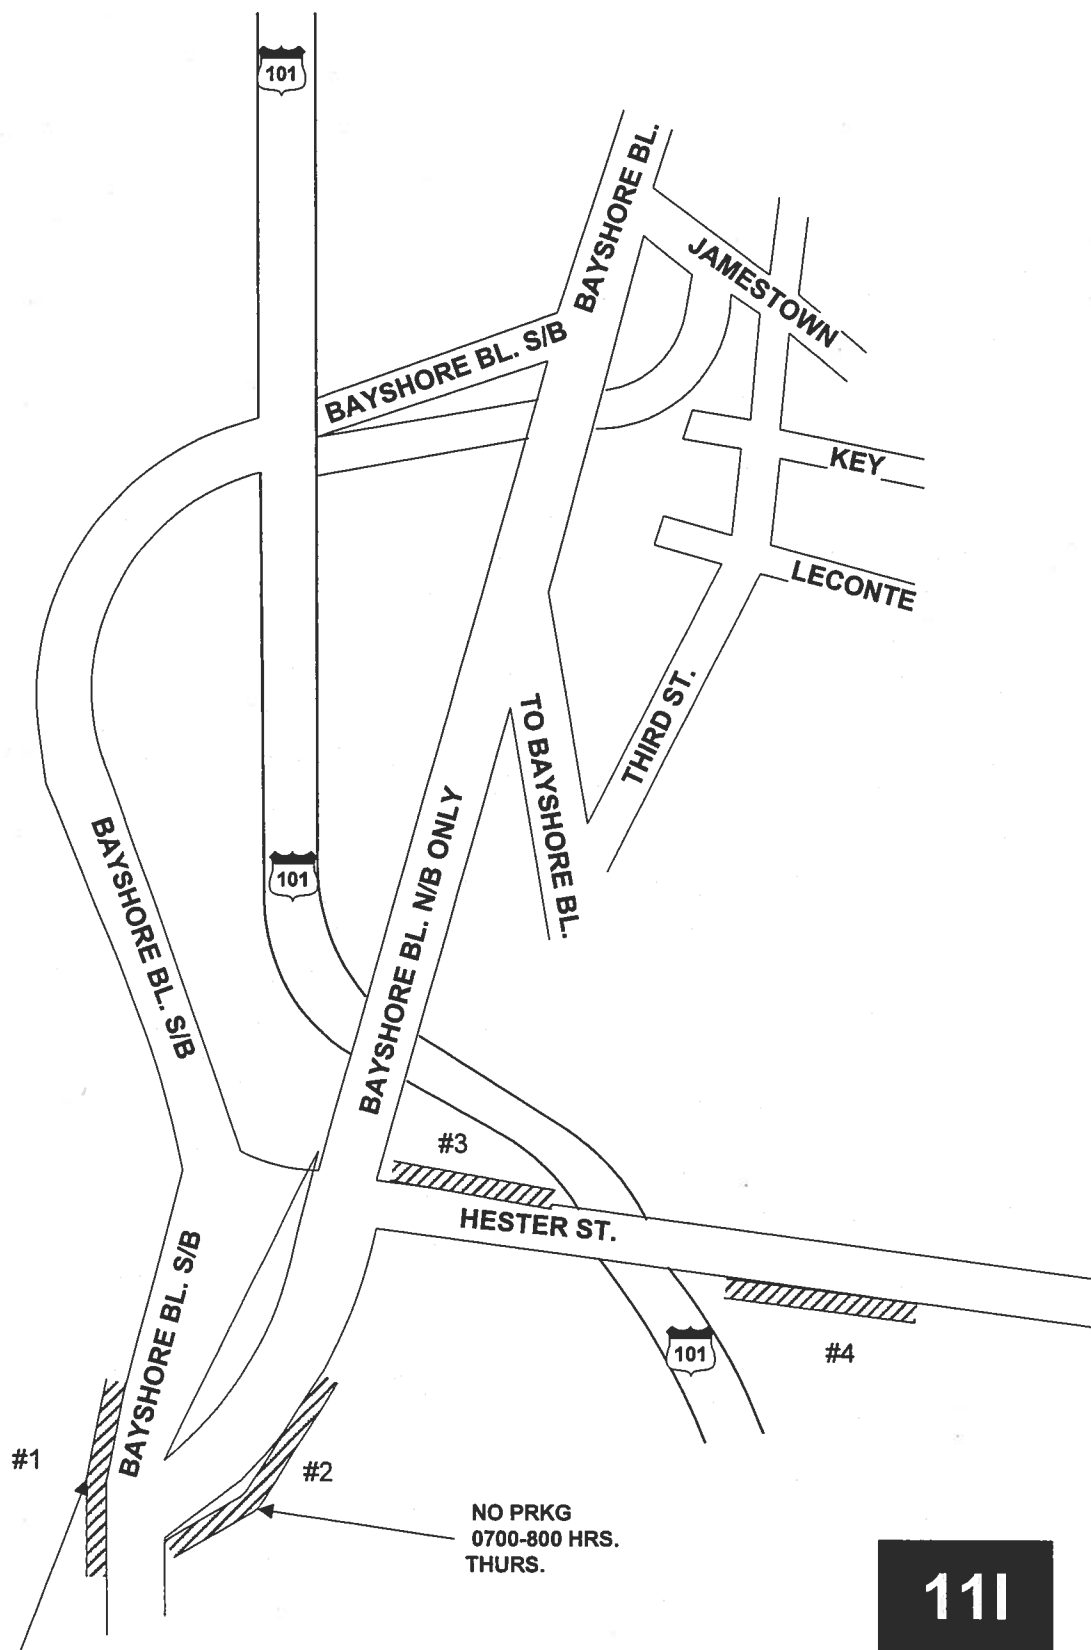 101
BAYSHORE BL.
JAMESTOWN
BAYSHORE BL. S/B
KEY
LECONTE
THIRD ST.
TO BAYSHORE BL.
BAYSHORE BL. N/B ONLY
BAYSHORE BL. S/B
101
#3
HESTER ST.
BAYSHORE BL. S/B
101
#4
#1
#2
NO PRKG
0700-800 HRS.
THURS.
11I